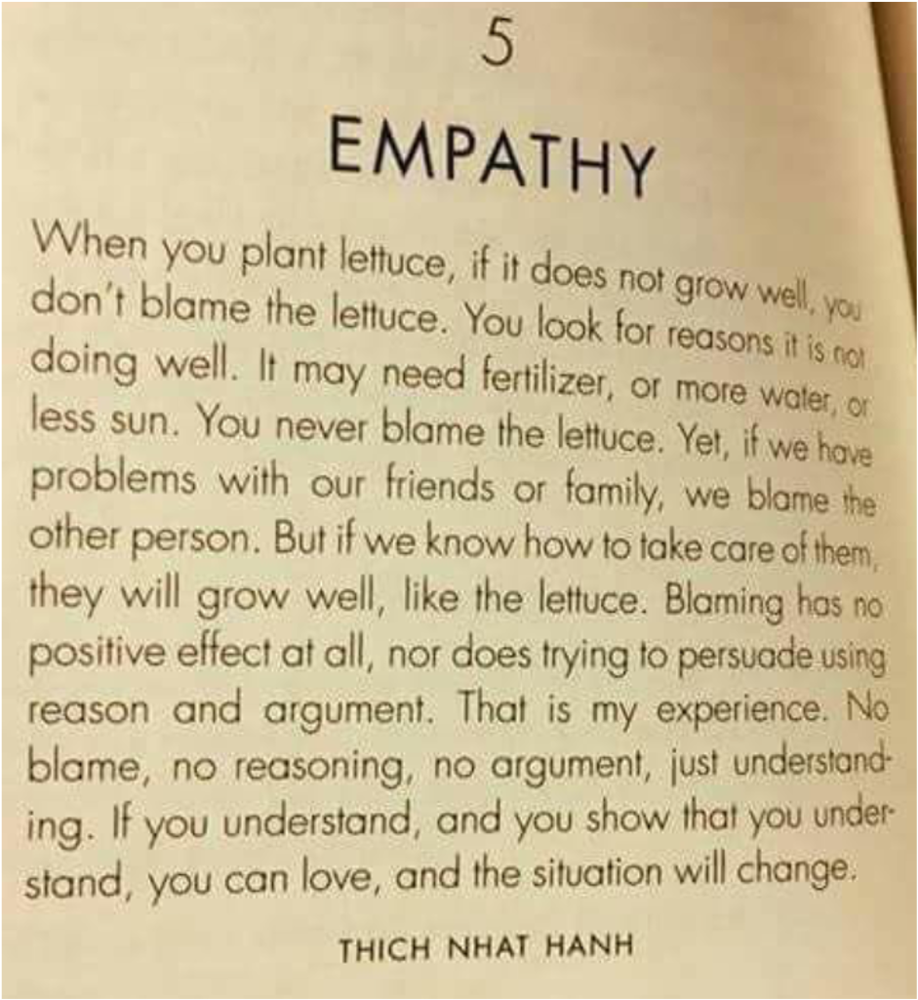 5
EMPATHY
When you plant lettuce, if it does not grow well, you
don't blame the lettuce. You look for reasons it is not
doing well. It may need fertilizer, or more water, or
less sun. You never blame the lettuce. Yet, if we have
problems with our friends or family, we blame the
other person. But if we know how to take care of them,
they will grow well, like the lettuce. Blaming has no
positive effect at all, nor does trying to persuade using
reason and argument. That is my experience. No
blame, no reasoning, no argument, just understand-
ing. If you understand, and you show that you under-
stand, you can love, and the situation will change.
THICH NHAT HANH